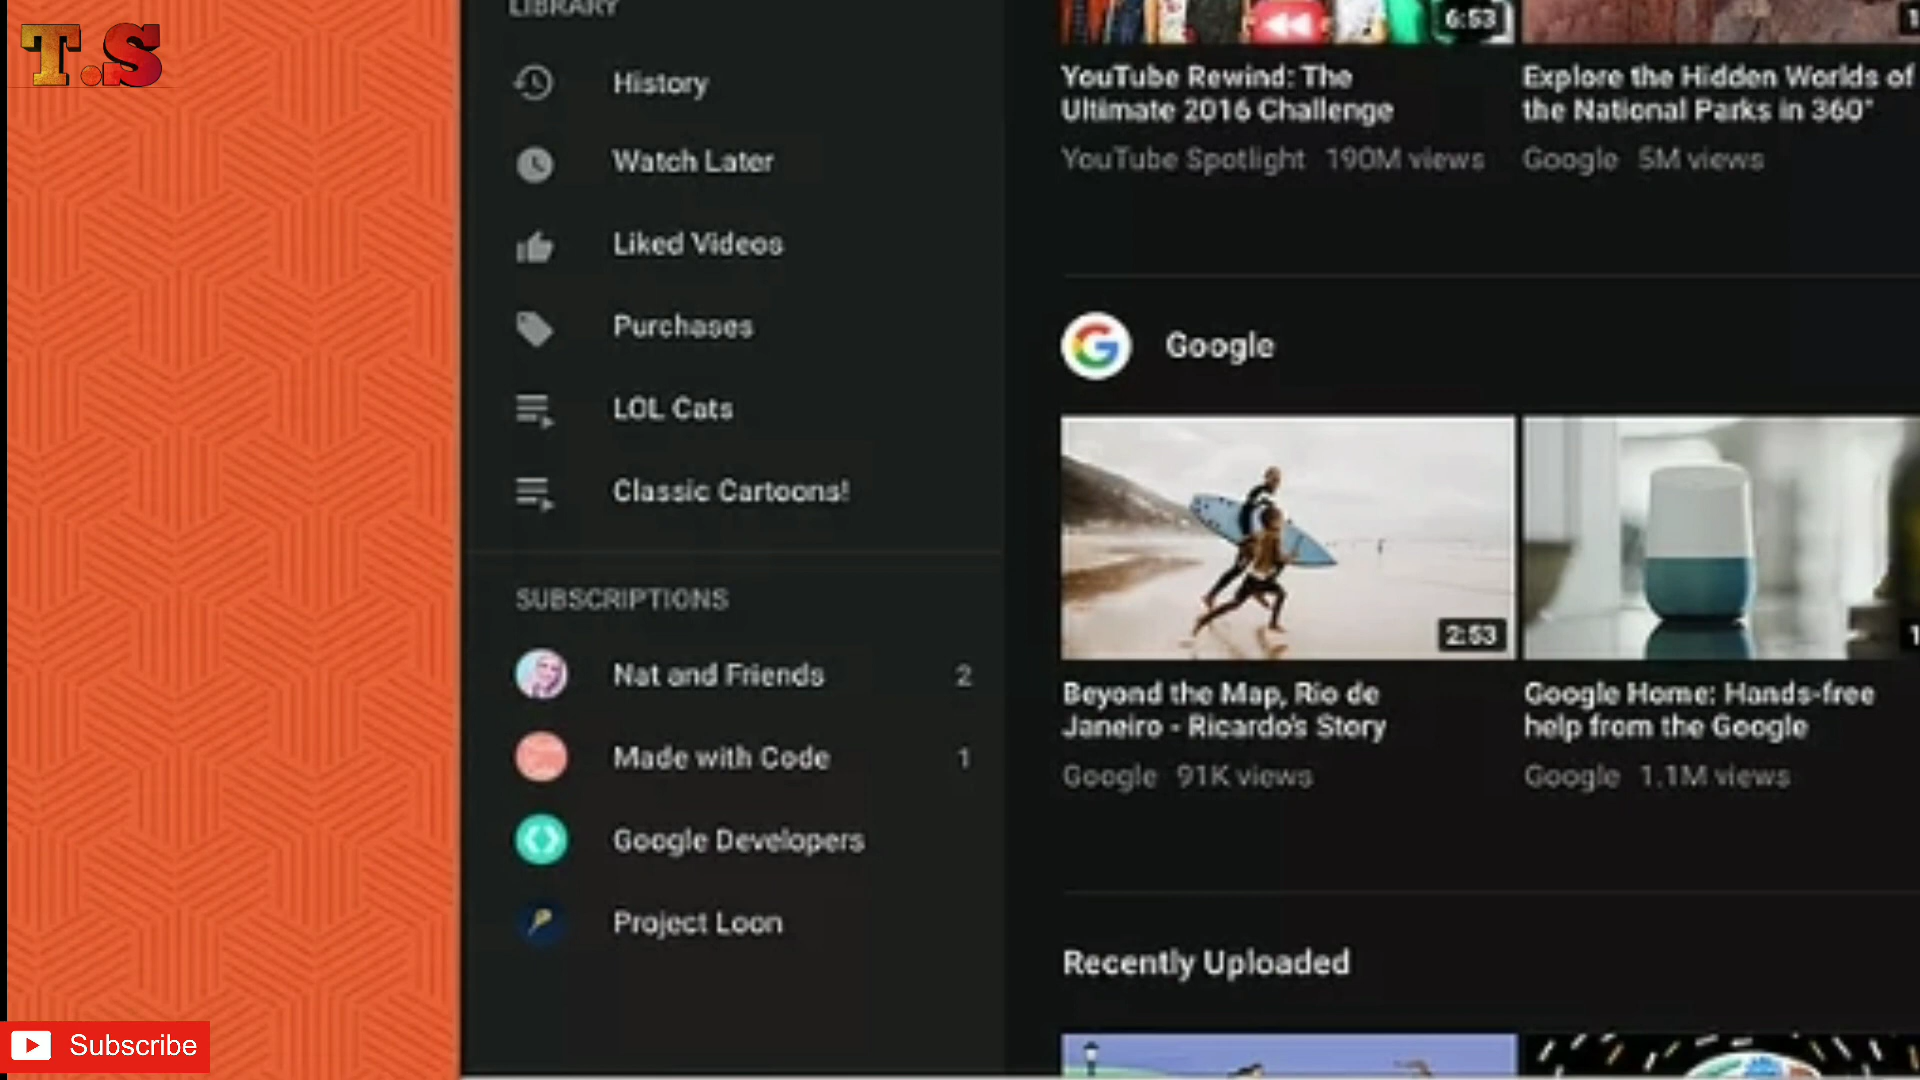 T.S
LIBRARY
History
Watch Later
Liked Videos
Purchases
LOL Cats
Classic Cartoons!
SUBSCRIPTIONS
Nat and Friends 2
Made with Code 1
Google Developers
Project Loon
Subscribe
6:53
YouTube Rewind: The
Ultimate 2016 Challenge
YouTube Spotlight 190M views
Explore the Hidden Worlds of
the National Parks in 360°
Google 5M views
Google
2:53
Beyond the Map, Rio de
Janeiro - Ricardo's Story
Google 91K views
Google Home: Hands-free
help from the Google
Google 1.1M views
Recently Uploaded